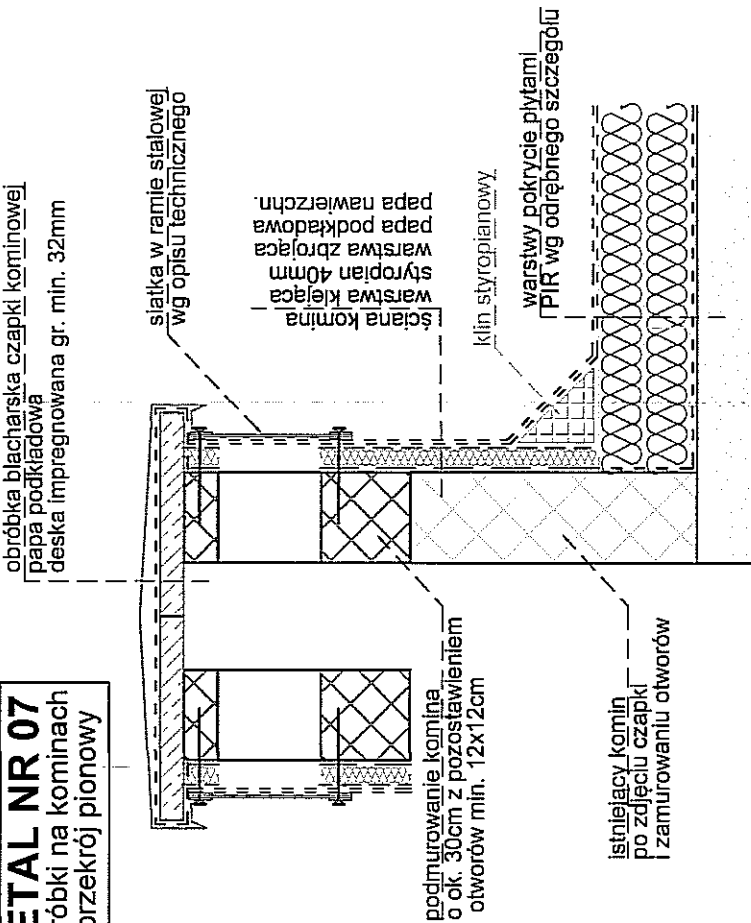 ETAL NR 07
róbki na kominach
orzekrój pionowy
obróbka blacharska czapki kominowej
papa podkładowa
deska impregnowana gr. min. 32mm
siatka w ramie stalowej
wg opisu technicznego
ściana komina
warstwa klejąca
styropian 40mm
warstwa zbrojąca
papa podkładowa
papa nawierzchn.
klin styropianowy
warstwy pokrycie płytami
PIR wg odrębnego szczegółu
podmurowanie komina
o ok. 30cm z pozostawieniem
otworów min. 12x12cm
istniejący komin
po zdjęciu czapki
i zamurowaniu otworów